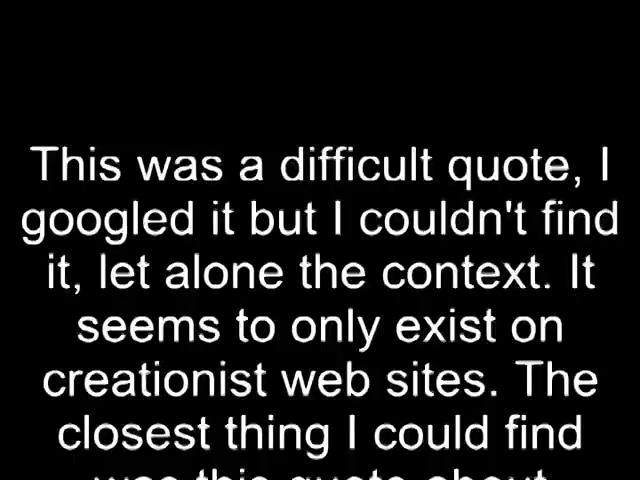 This was a difficult quote, I
googled it but I couldn't find
it, let alone the context. It
seems to only exist on
creationist web sites. The
closest thing I could find
was this quote about